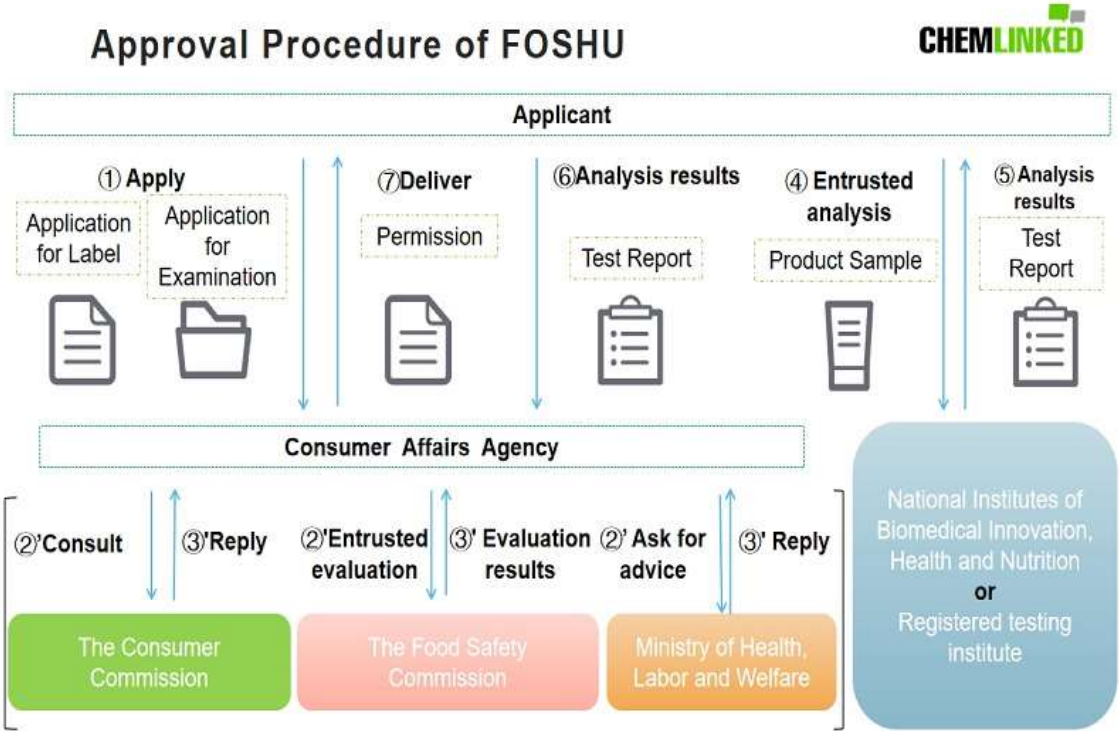 Approval Procedure of FOSHU
CHEMLINKED
Applicant
① Apply
Application
for Label
Application
for
Examination
⑦Deliver
Permission
⑥Analysis results
Test Report
④ Entrusted
analysis
Product Sample
⑤Analysis
results
Test
Report
Consumer Affairs Agency
②'Consult
③'Reply
②'Entrusted
evaluation
③' Evaluation
results
②' Ask for
advice
③' Reply
The Consumer
Commission
The Food Safety
Commission
Ministry of Health,
Labor and Welfare
National Institutes of
Biomedical Innovation,
Health and Nutrition
or
Registered testing
institute